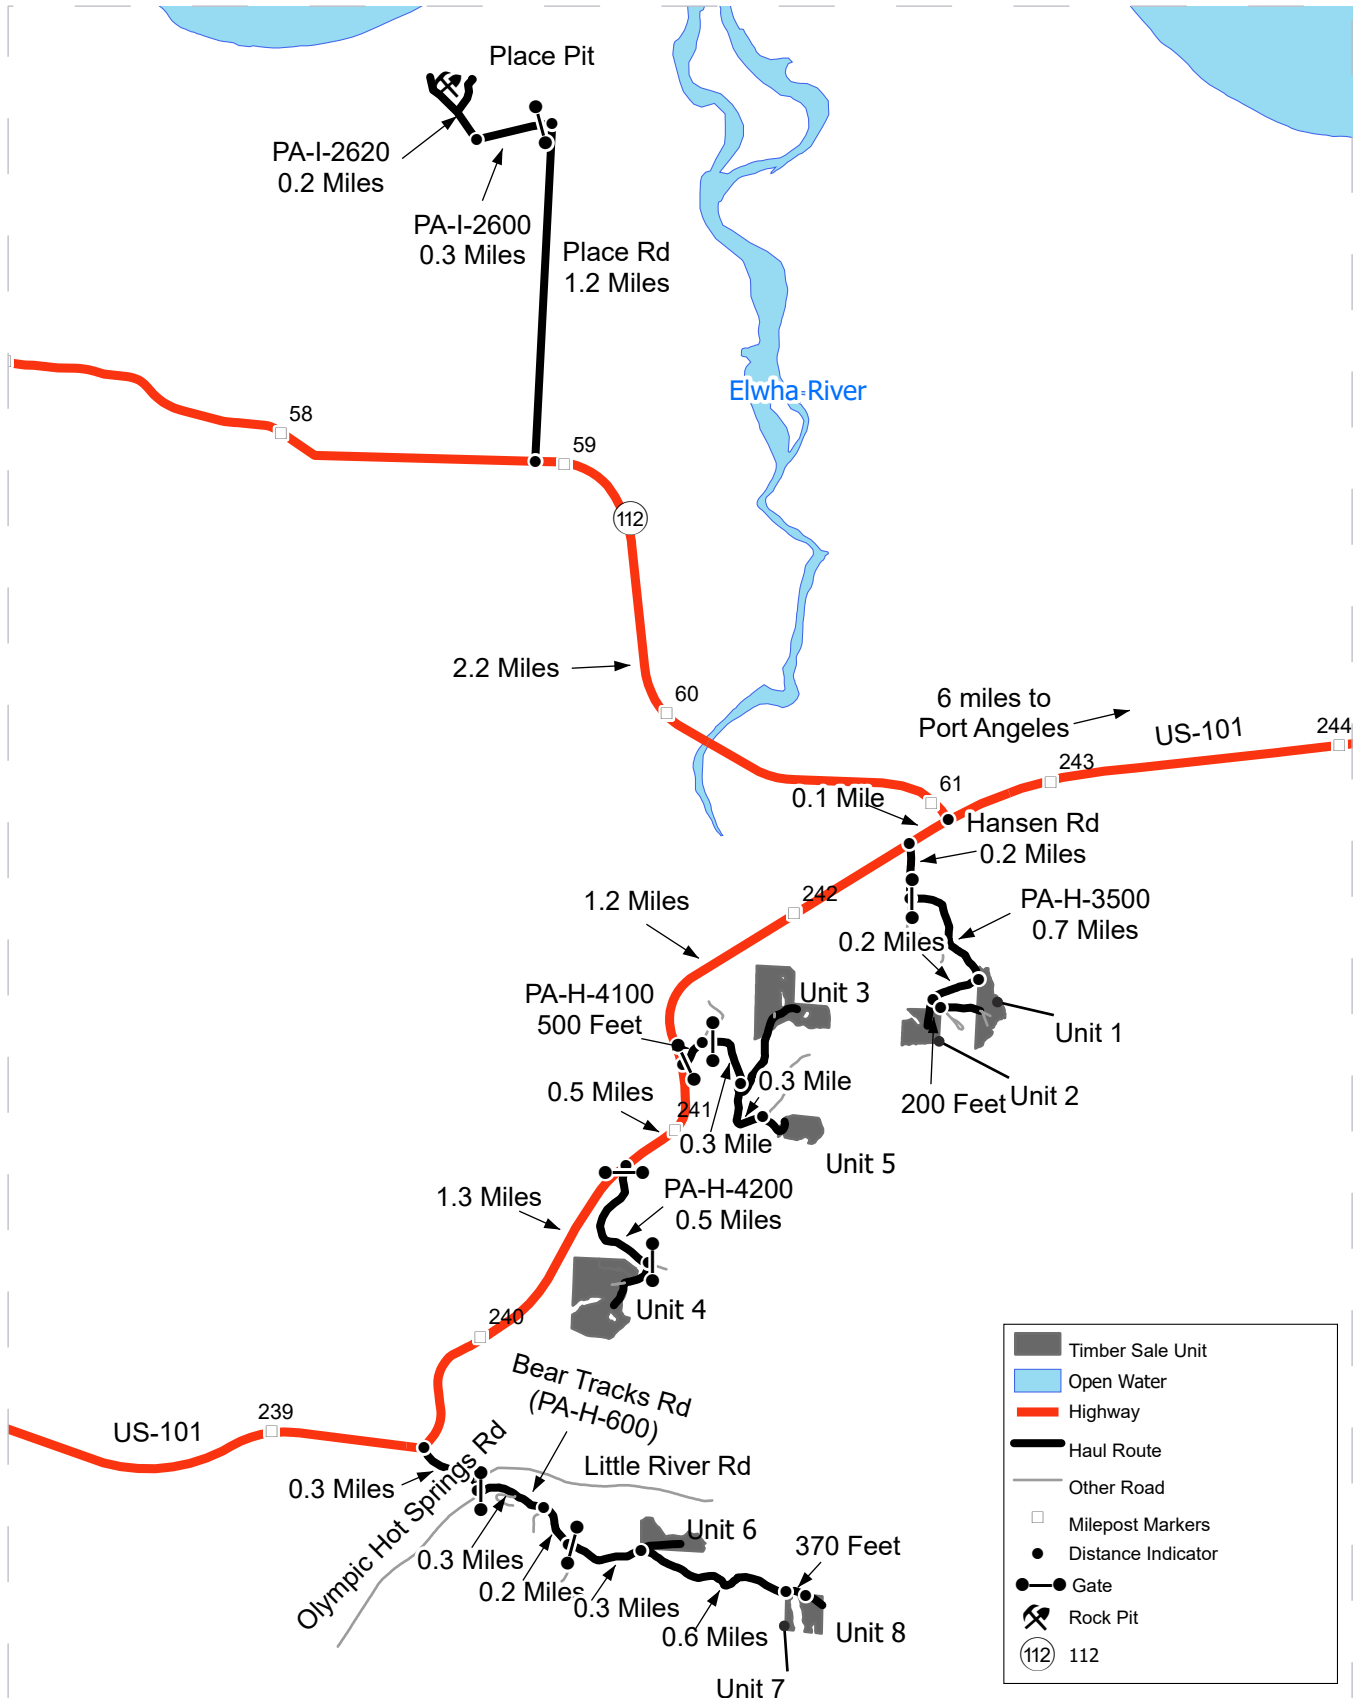 Place Pit
PA-I-2620
0.2 Miles
PA-I-2600
0.3 Miles
Place Rd
1.2 Miles
Elwha River
58
59
112
2.2 Miles
60
6 miles to
Port Angeles
US-101
244
243
61
0.1 Mile
Hansen Rd
0.2 Miles
242
1.2 Miles
PA-H-3500
0.7 Miles
0.2 Miles
PA-H-4100
500 Feet
Unit 3
Unit 1
0.5 Miles
241
0.3 Mile
200 Feet
Unit 2
0.3 Mile
Unit 5
1.3 Miles
PA-H-4200
0.5 Miles
Unit 4
240
Bear Tracks Rd
(PA-H-600)
239
US-101
Olympic Hot Springs Rd
Little River Rd
0.3 Miles
Unit 6
370 Feet
0.3 Miles
0.2 Miles
0.3 Miles
0.6 Miles
Unit 8
Unit 7
Timber Sale Unit
Open Water
Highway
Haul Route
Other Road
Milepost Markers
Distance Indicator
Gate
Rock Pit
112 112